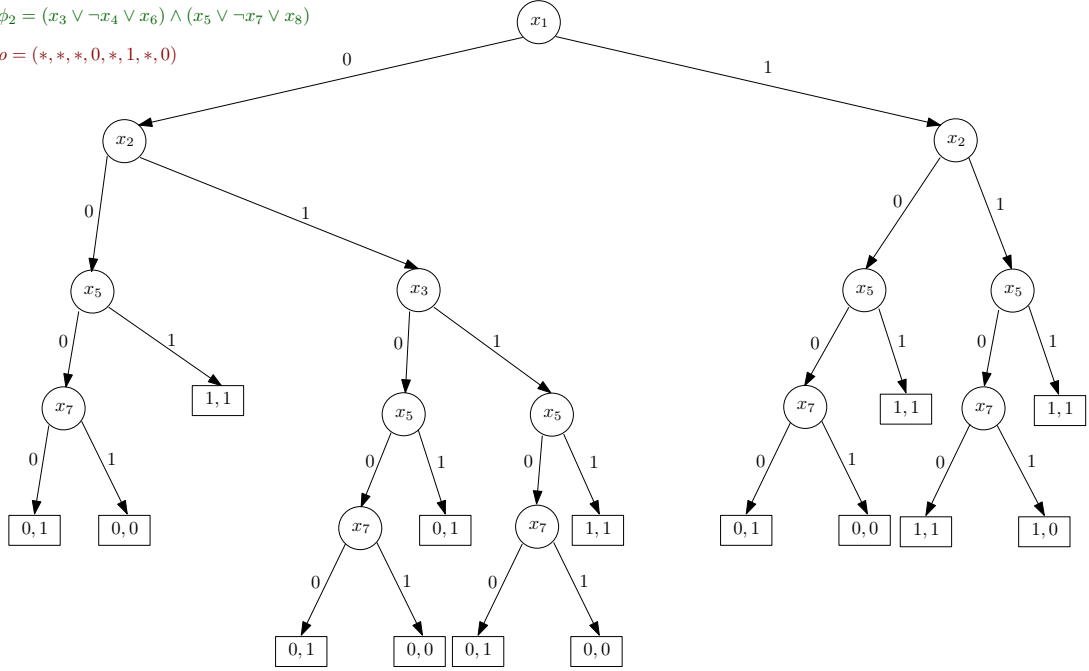 ϕ₂ = (x₃ ∨ ¬x₄ ∨ x₆) ∧ (x₅ ∨ ¬x₇ ∨ x₈)
x₁
ρ = (∗, ∗, ∗, 0, ∗, 1, ∗, 0)
0
1
x₂
x₂
0
1
0
1
x₅
x₃
x₅
x₅
0
1
0
1
0
1
0
1
x₇
1, 1
x₅
x₅
x₇
1, 1
x₇
1, 1
0
1
0
1
0
1
0
1
0
1
0, 1
0, 0
x₇
0, 1
x₇
1, 1
0, 1
0, 0
1, 1
1, 0
0
1
0
1
0, 1
0, 0
0, 1
0, 0